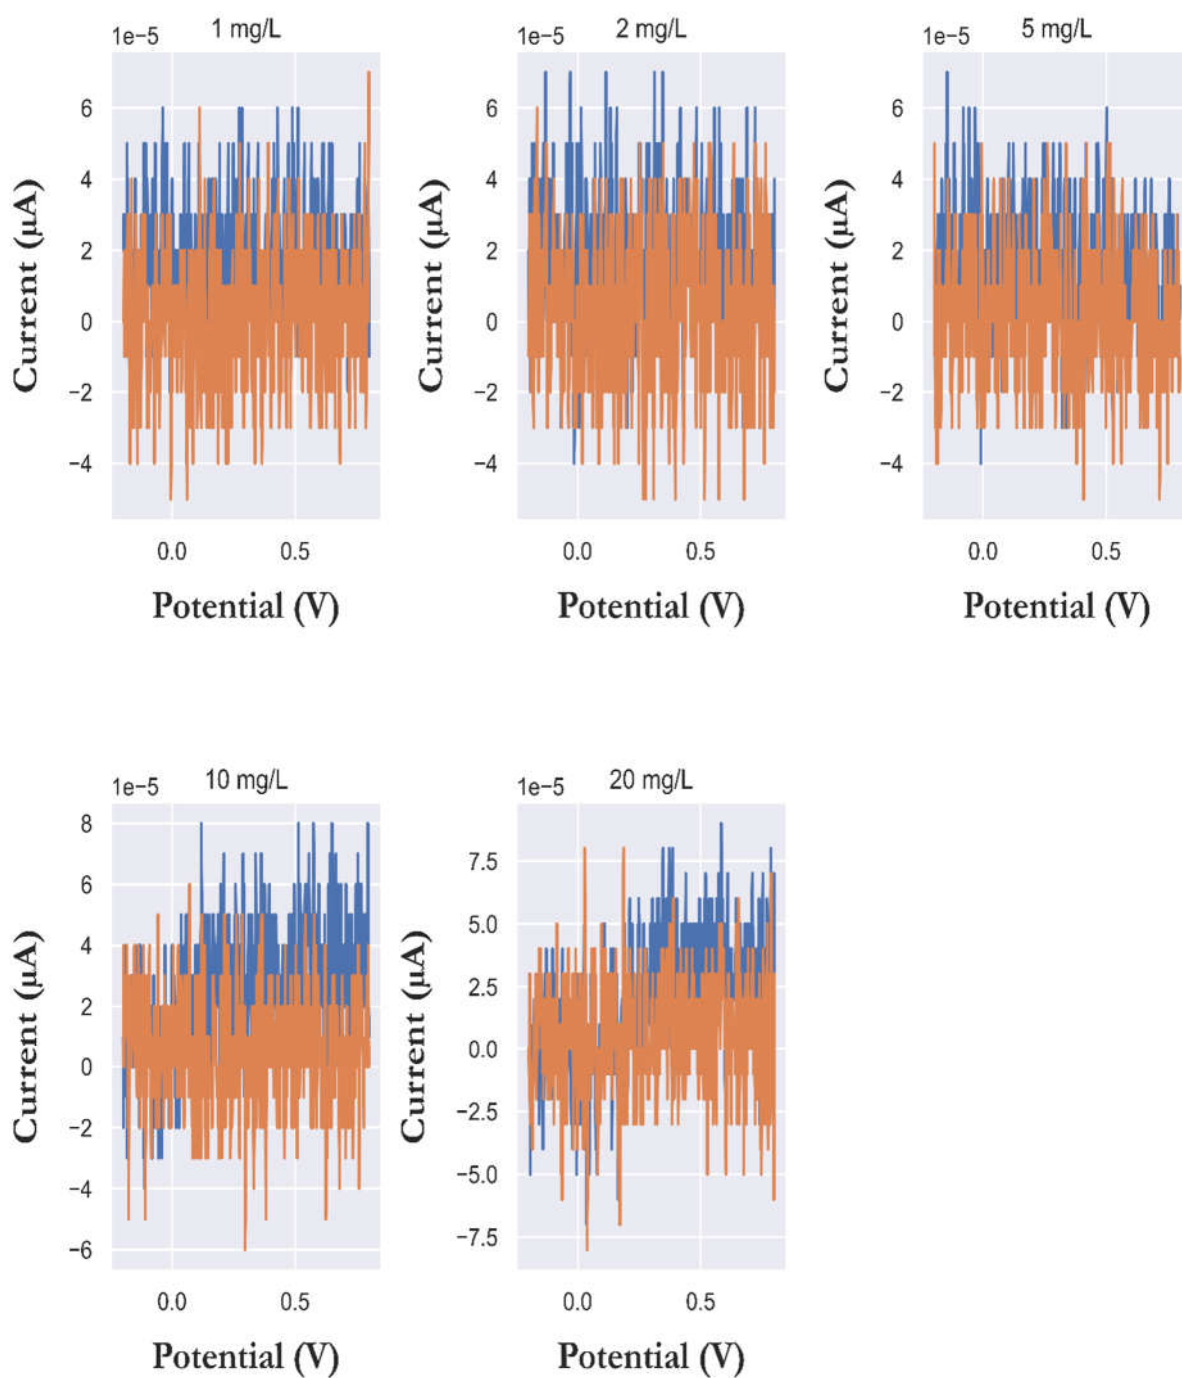 1e−5 1 mg/L
6
4
2
0
−2
−4
0.0 0.5
Current (µA)
Potential (V)
1e−5 2 mg/L
6
4
2
0
−2
−4
0.0 0.5
Current (µA)
Potential (V)
1e−5 5 mg/L
6
4
2
0
−2
−4
0.0 0.5
Current (µA)
Potential (V)
1e−5 10 mg/L
8
6
4
2
0
−2
−4
−6
0.0 0.5
Current (µA)
Potential (V)
1e−5 20 mg/L
7.5
5.0
2.5
0.0
−2.5
−5.0
−7.5
0.0 0.5
Current (µA)
Potential (V)